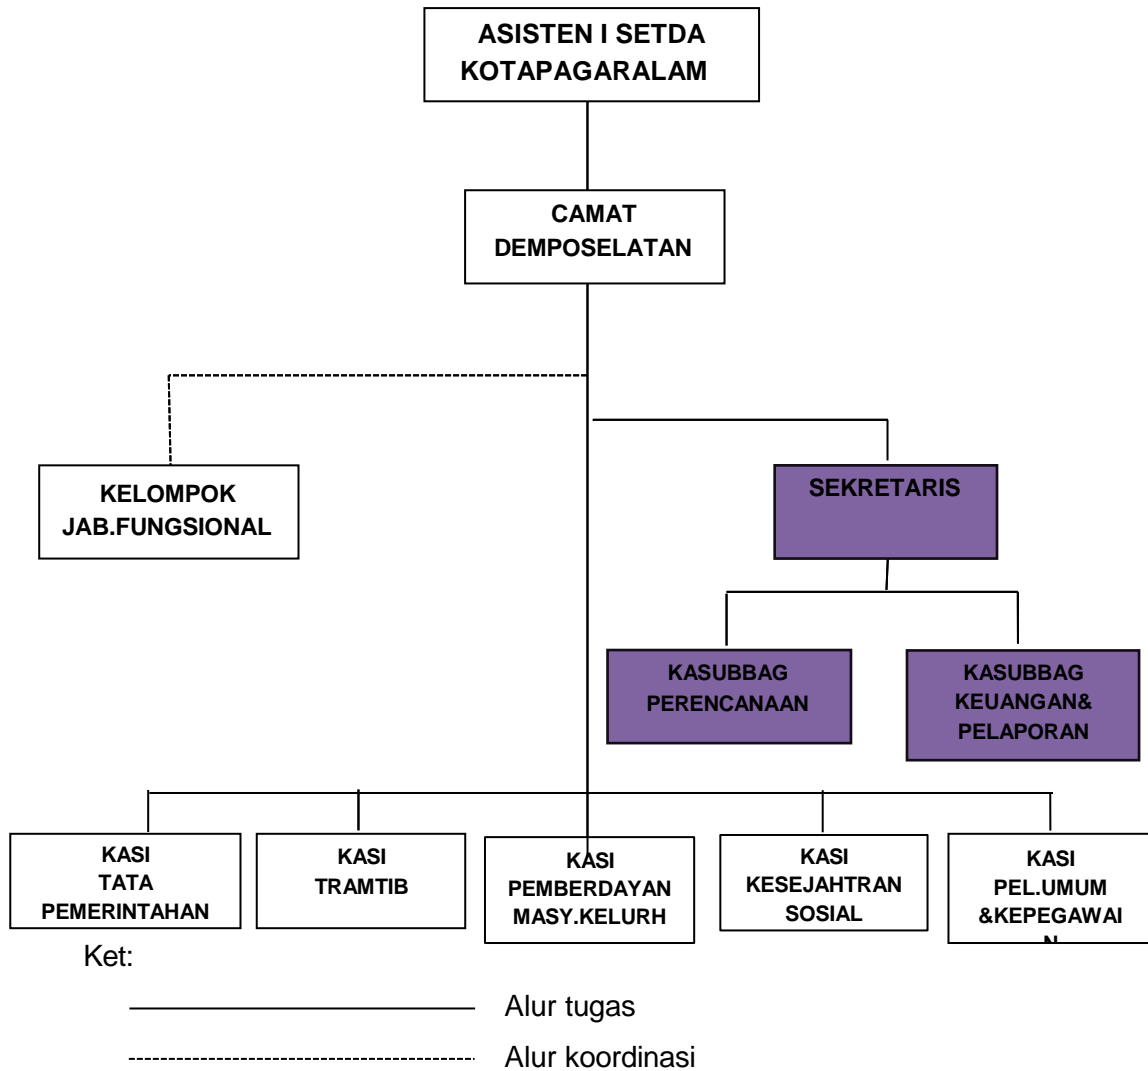 ASISTEN I SETDA
KOTAPAGARALAM
CAMAT
DEMPOSELATAN
KELOMPOK
JAB.FUNGSIONAL
SEKRETARIS
KASUBBAG
PERENCANAAN
KASUBBAG
KEUANGAN&
PELAPORAN
KASI
TATA
PEMERINTAHAN
KASI
TRAMTIB
KASI
PEMBERDAYAN
MASY.KELURH
KASI
KESEJAHTRAN
SOSIAL
KASI
PEL.UMUM
&KEPEGAWAI
N
Ket:
Alur tugas
Alur koordinasi